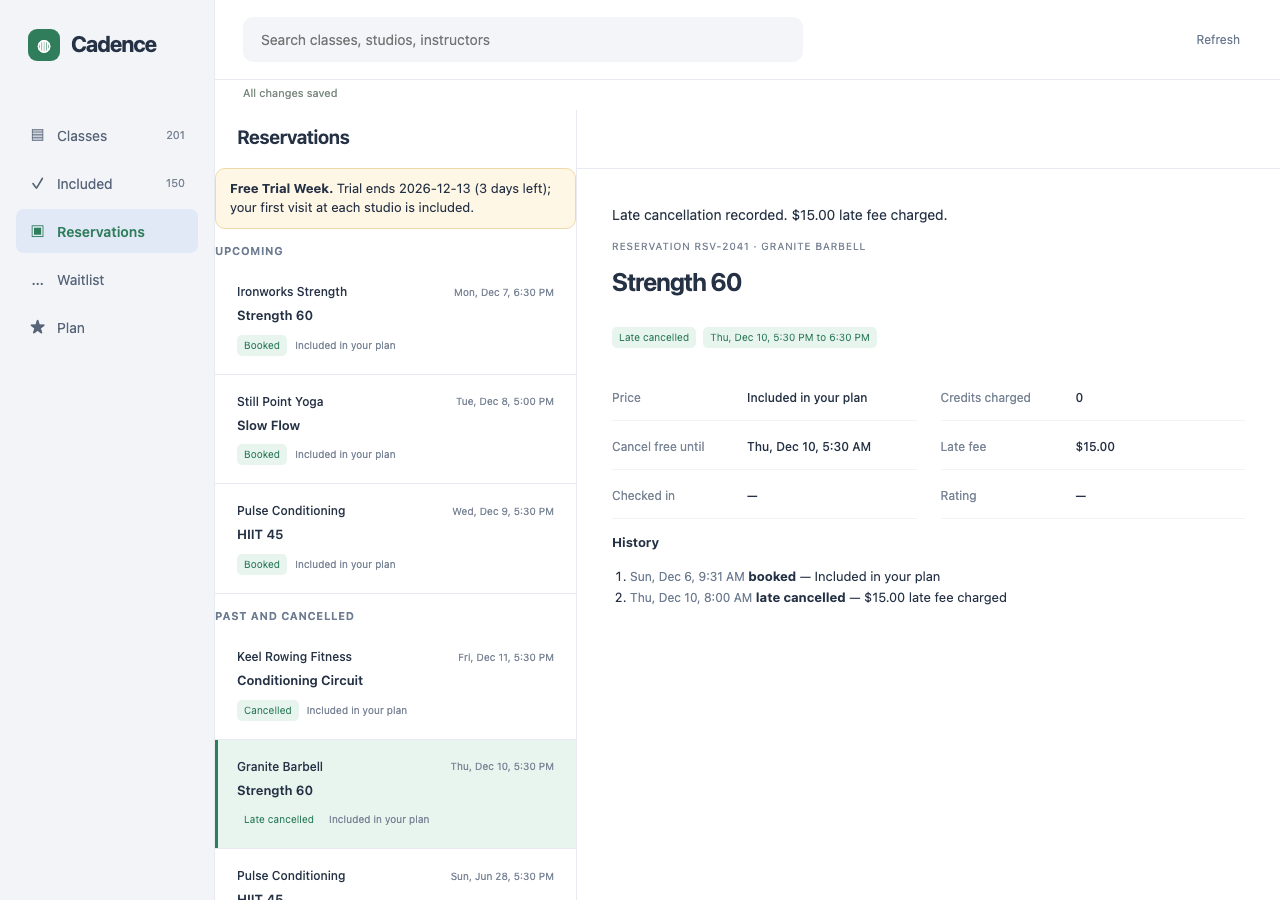 Cadence
Search classes, studios, instructors
Refresh
All changes saved
Classes 201
Included 150
Reservations
Waitlist
Plan
Reservations
Free Trial Week. Trial ends 2026-12-13 (3 days left);
your first visit at each studio is included.
UPCOMING
Ironworks Strength Mon, Dec 7, 6:30 PM
Strength 60
Booked Included in your plan
Still Point Yoga Tue, Dec 8, 5:00 PM
Slow Flow
Booked Included in your plan
Pulse Conditioning Wed, Dec 9, 5:30 PM
HIIT 45
Booked Included in your plan
PAST AND CANCELLED
Keel Rowing Fitness Fri, Dec 11, 5:30 PM
Conditioning Circuit
Cancelled Included in your plan
Granite Barbell Thu, Dec 10, 5:30 PM
Strength 60
Late cancelled Included in your plan
Pulse Conditioning Sun, Jun 28, 5:30 PM
HIIT 45
Late cancellation recorded. $15.00 late fee charged.
RESERVATION RSV-2041 · GRANITE BARBELL
Strength 60
Late cancelled Thu, Dec 10, 5:30 PM to 6:30 PM
Price Included in your plan Credits charged 0
Cancel free until Thu, Dec 10, 5:30 AM Late fee $15.00
Checked in — Rating —
History
1. Sun, Dec 6, 9:31 AM booked — Included in your plan
2. Thu, Dec 10, 8:00 AM late cancelled — $15.00 late fee charged